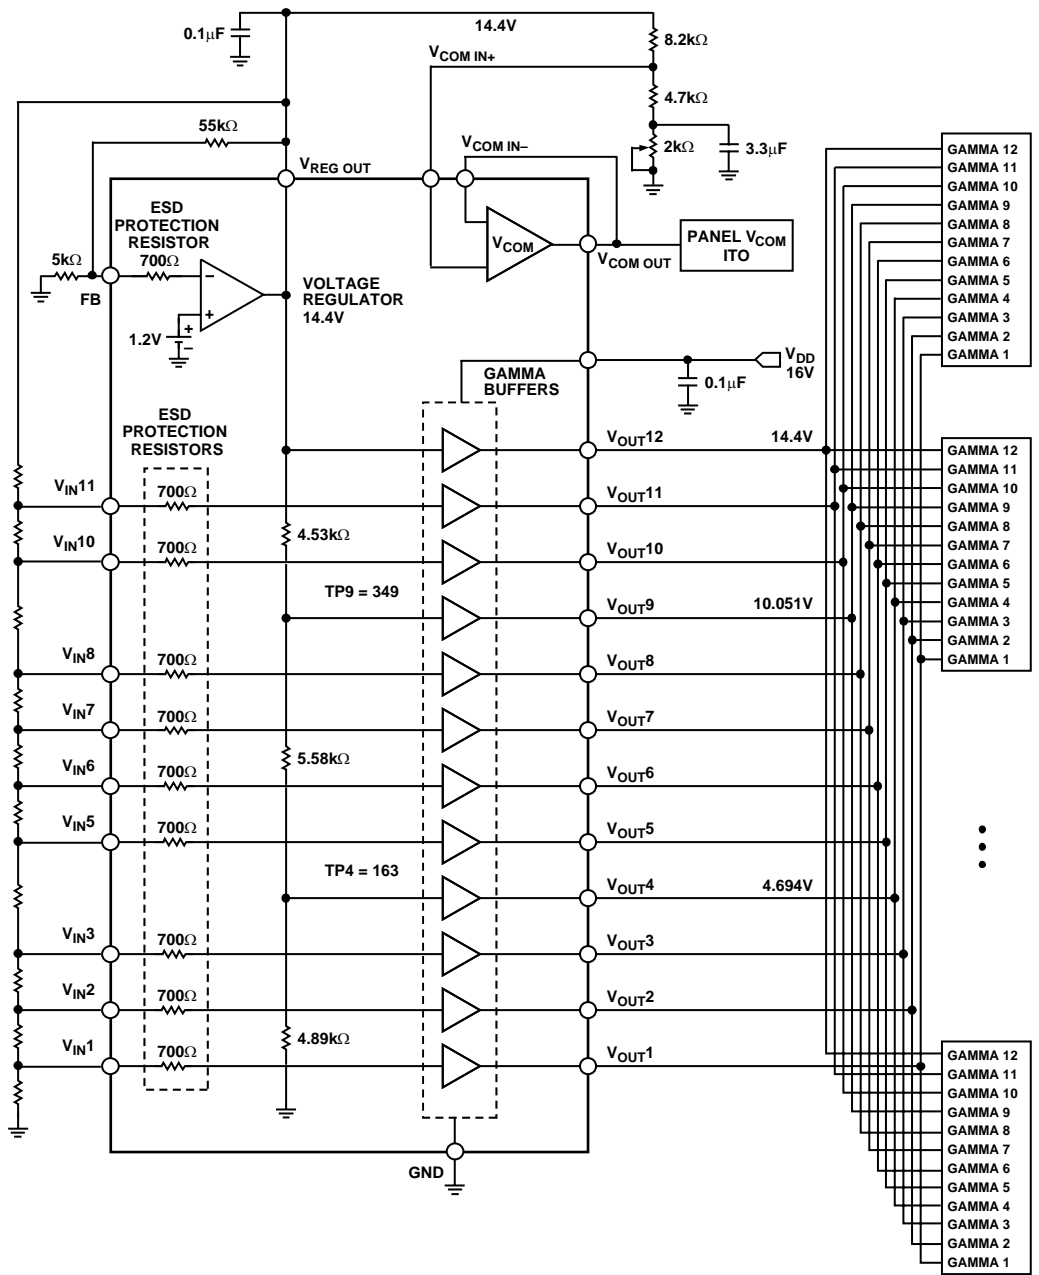 0.1μF
14.4V
8.2kΩ
VCOM IN+
4.7kΩ
55kΩ
VCOM IN–
2kΩ
3.3μF
VREG OUT
GAMMA 12
GAMMA 11
GAMMA 10
GAMMA 9
GAMMA 8
GAMMA 7
GAMMA 6
GAMMA 5
GAMMA 4
GAMMA 3
GAMMA 2
GAMMA 1
ESD
PROTECTION
RESISTOR
5kΩ
700Ω
FB
–
+
1.2V
+
–
VOLTAGE
REGULATOR
14.4V
VCOM
VCOM OUT
PANEL VCOM
ITO
GAMMA
BUFFERS
VDD
16V
0.1μF
ESD
PROTECTION
RESISTORS
VOUT12
14.4V
VIN11
700Ω
VOUT11
4.53kΩ
VIN10
700Ω
VOUT10
TP9 = 349
VOUT9
10.051V
VIN8
700Ω
VOUT8
VIN7
700Ω
VOUT7
5.58kΩ
VIN6
700Ω
VOUT6
VIN5
700Ω
VOUT5
TP4 = 163
VOUT4
4.694V
VIN3
700Ω
VOUT3
VIN2
700Ω
VOUT2
4.89kΩ
VIN1
700Ω
VOUT1
GND
GAMMA 12
GAMMA 11
GAMMA 10
GAMMA 9
GAMMA 8
GAMMA 7
GAMMA 6
GAMMA 5
GAMMA 4
GAMMA 3
GAMMA 2
GAMMA 1
GAMMA 12
GAMMA 11
GAMMA 10
GAMMA 9
GAMMA 8
GAMMA 7
GAMMA 6
GAMMA 5
GAMMA 4
GAMMA 3
GAMMA 2
GAMMA 1